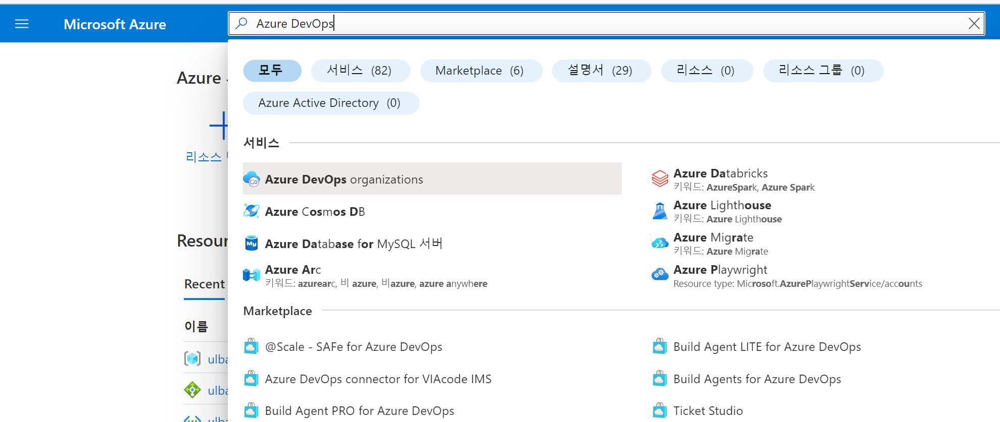 Microsoft Azure
Azure DevOps
모두
서비스 (82)
Marketplace (6)
설명서 (29)
리소스 (0)
리소스 그룹 (0)
Azure Active Directory (0)
Azure
리소스
Resour
Recent
이름
ulba
ulba
ulba
서비스
Azure DevOps organizations
Azure Cosmos DB
Azure Database for MySQL 서버
Azure Arc
키워드: azurearc, 비 azure, 비azure, azure anywhere
Azure Databricks
키워드: AzureSpark, Azure Spark
Azure Lighthouse
키워드: Azure Lighthouse
Azure Migrate
키워드: Azure Migrate
Azure Playwright
Resource type: Microsoft.AzurePlaywrightService/accounts
Marketplace
@Scale - SAFe for Azure DevOps
Azure DevOps connector for VIAcode IMS
Build Agent PRO for Azure DevOps
Build Agent LITE for Azure DevOps
Build Agents for Azure DevOps
Ticket Studio